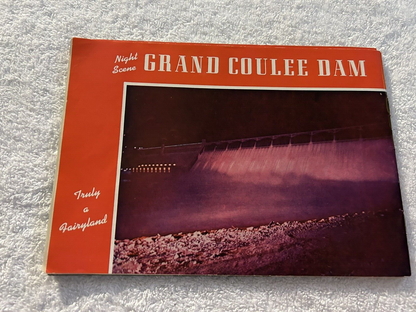 Night
Scene
GRAND COULEE DAM
Truly
a
Fairyland